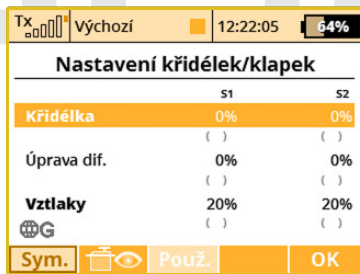 Tx Výchozí 12:22:05 64%
Nastavení křidélek/klapek
S1 S2
Křidélka 0% 0%
( ) ( )
Úprava dif. 0% 0%
( ) ( )
Vztlaky 20% 20%
G ( ) ( )
Sym. Použ. OK